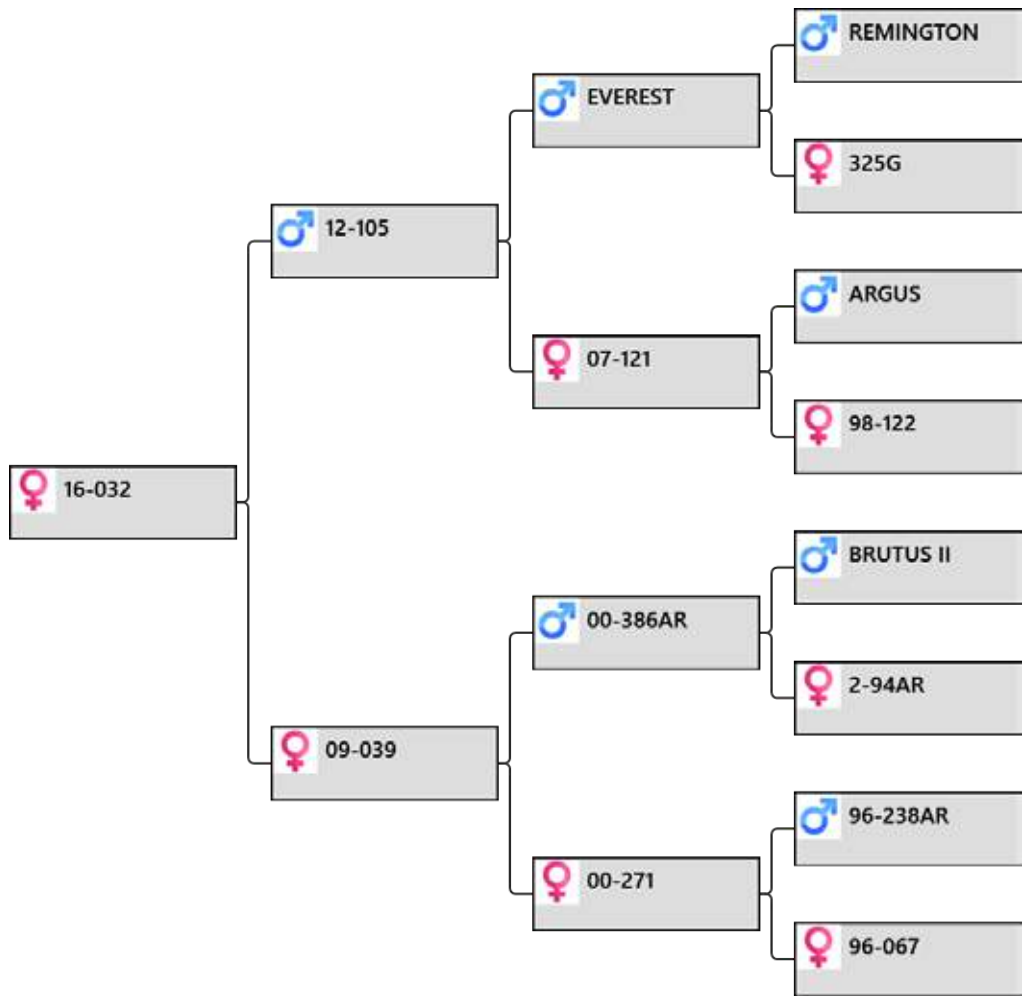 REMINGTON
EVEREST
325G
12-105
ARGUS
07-121
98-122
16-032
BRUTUS II
00-386AR
2-94AR
09-039
96-238AR
00-271
96-067